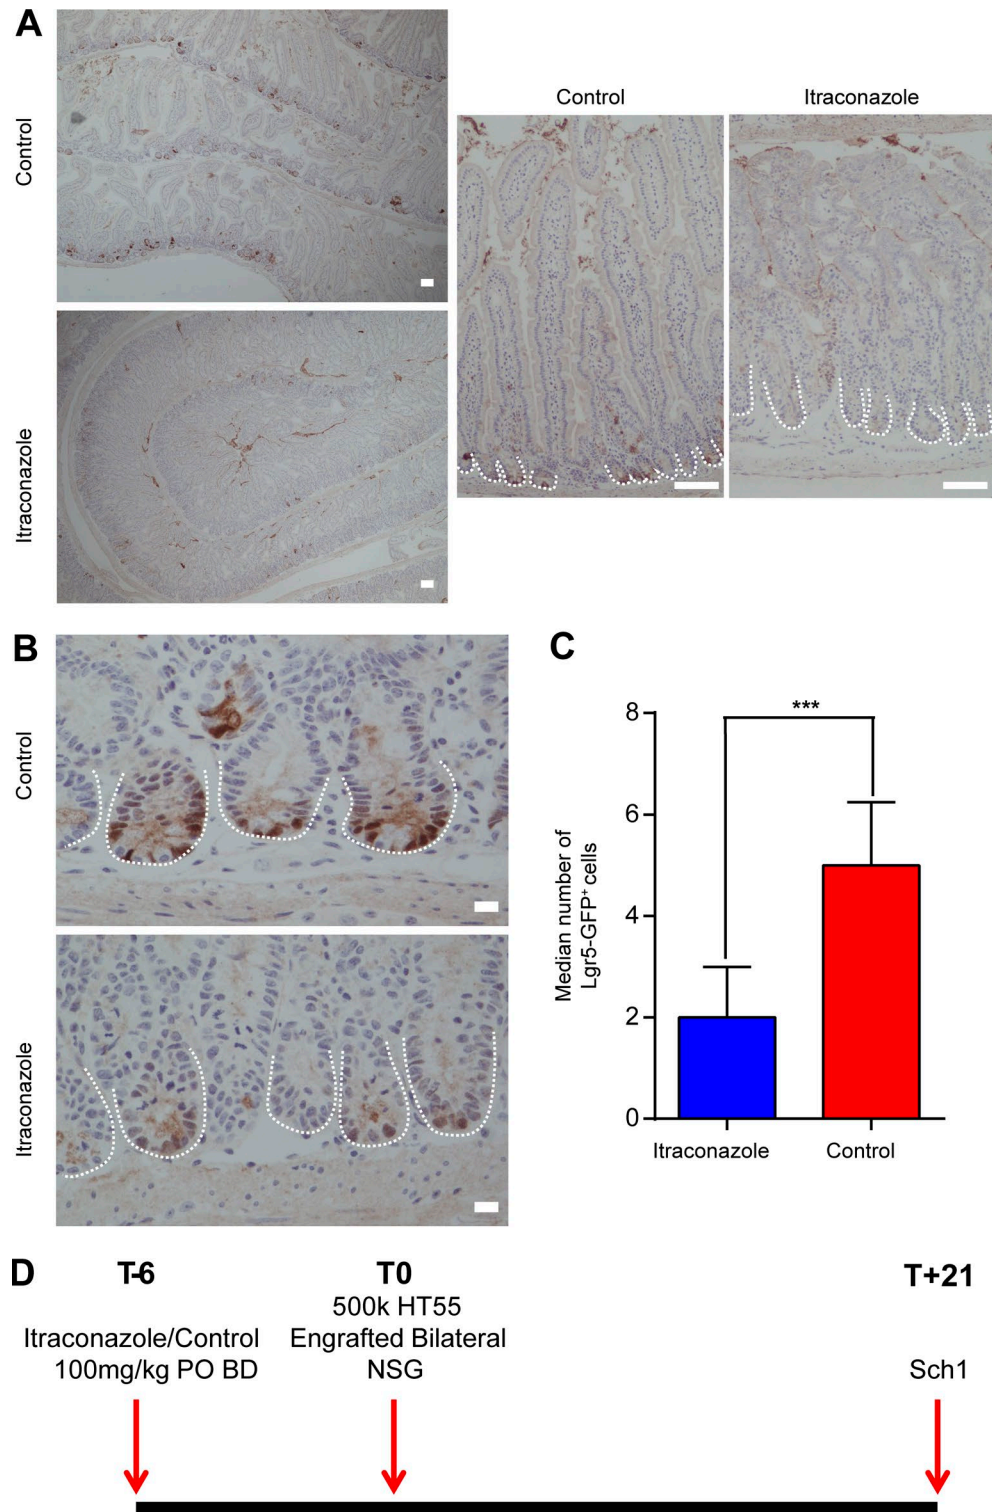 A
Control
Itraconazole
Control
Itraconazole
B
Control
Itraconazole
C
***
8
6
4
2
0
Median number of
Lgr5-GFP⁺ cells
Itraconazole
Control
D
T-6
Itraconazole/Control
100mg/kg PO BD
T0
500k HT55
Engrafted Bilateral
NSG
T+21
Sch1